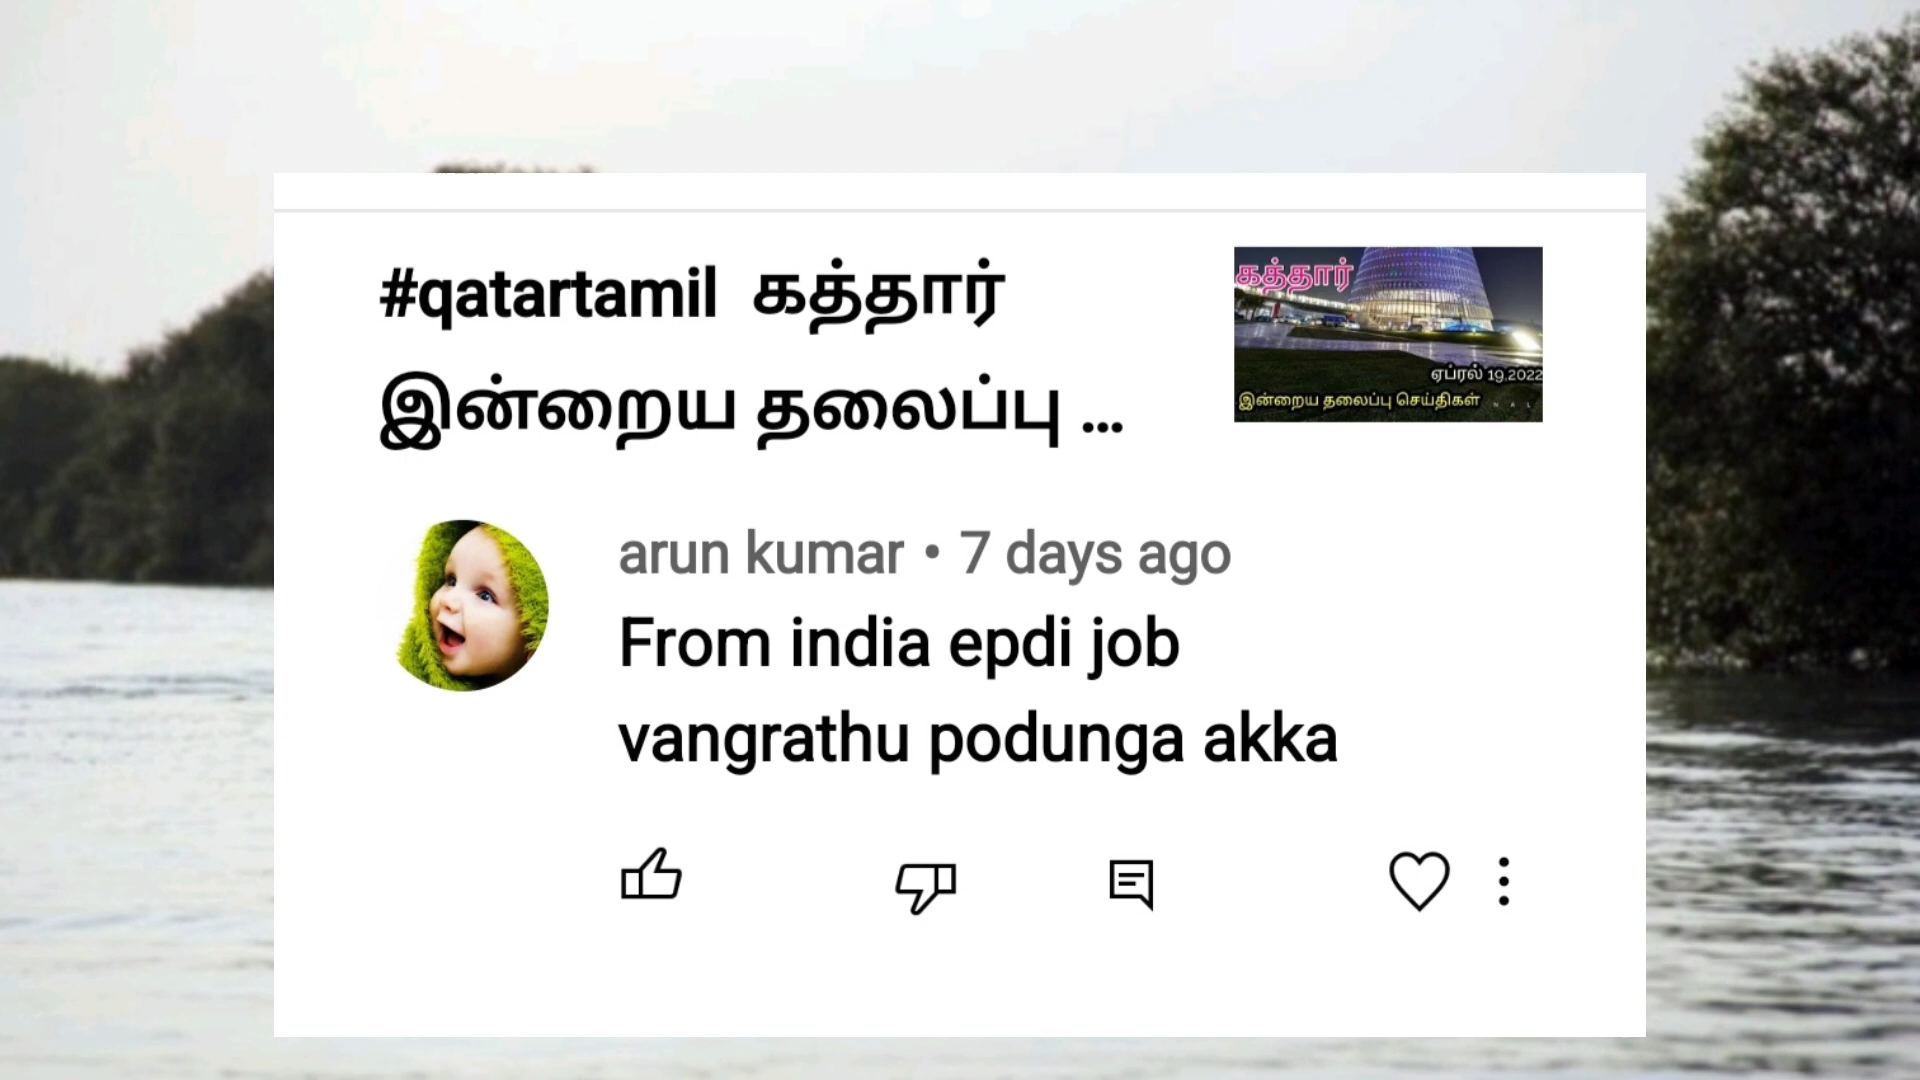 #qatartamil கத்தார்
இன்றைய தலைப்பு ...
கத்தார்
ஏப்ரல் 19,2022
இன்றைய தலைப்பு செய்திகள்
arun kumar • 7 days ago
From india epdi job
vangrathu podunga akka